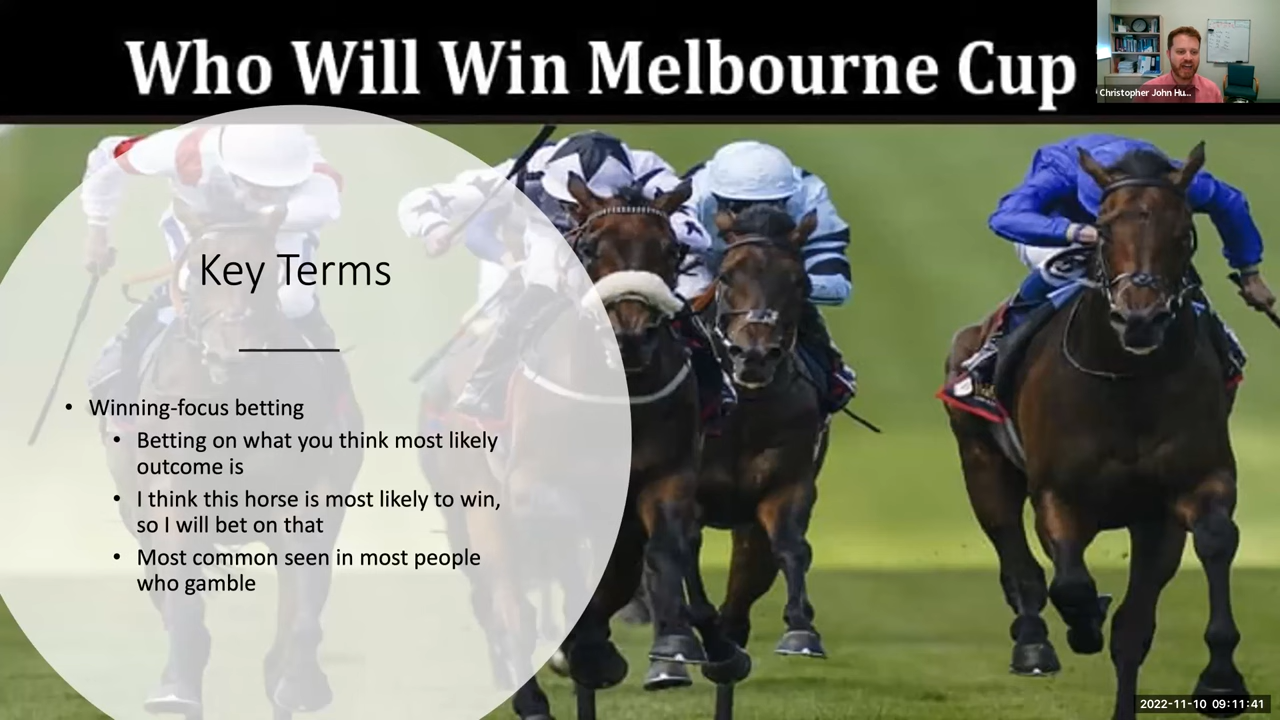 Who Will Win Melbourne Cup
Christopher John Hu...
Key Terms
• Winning-focus betting
• Betting on what you think most likely
outcome is
• I think this horse is most likely to win,
so I will bet on that
• Most common seen in most people
who gamble
2022-11-10 09:11:41